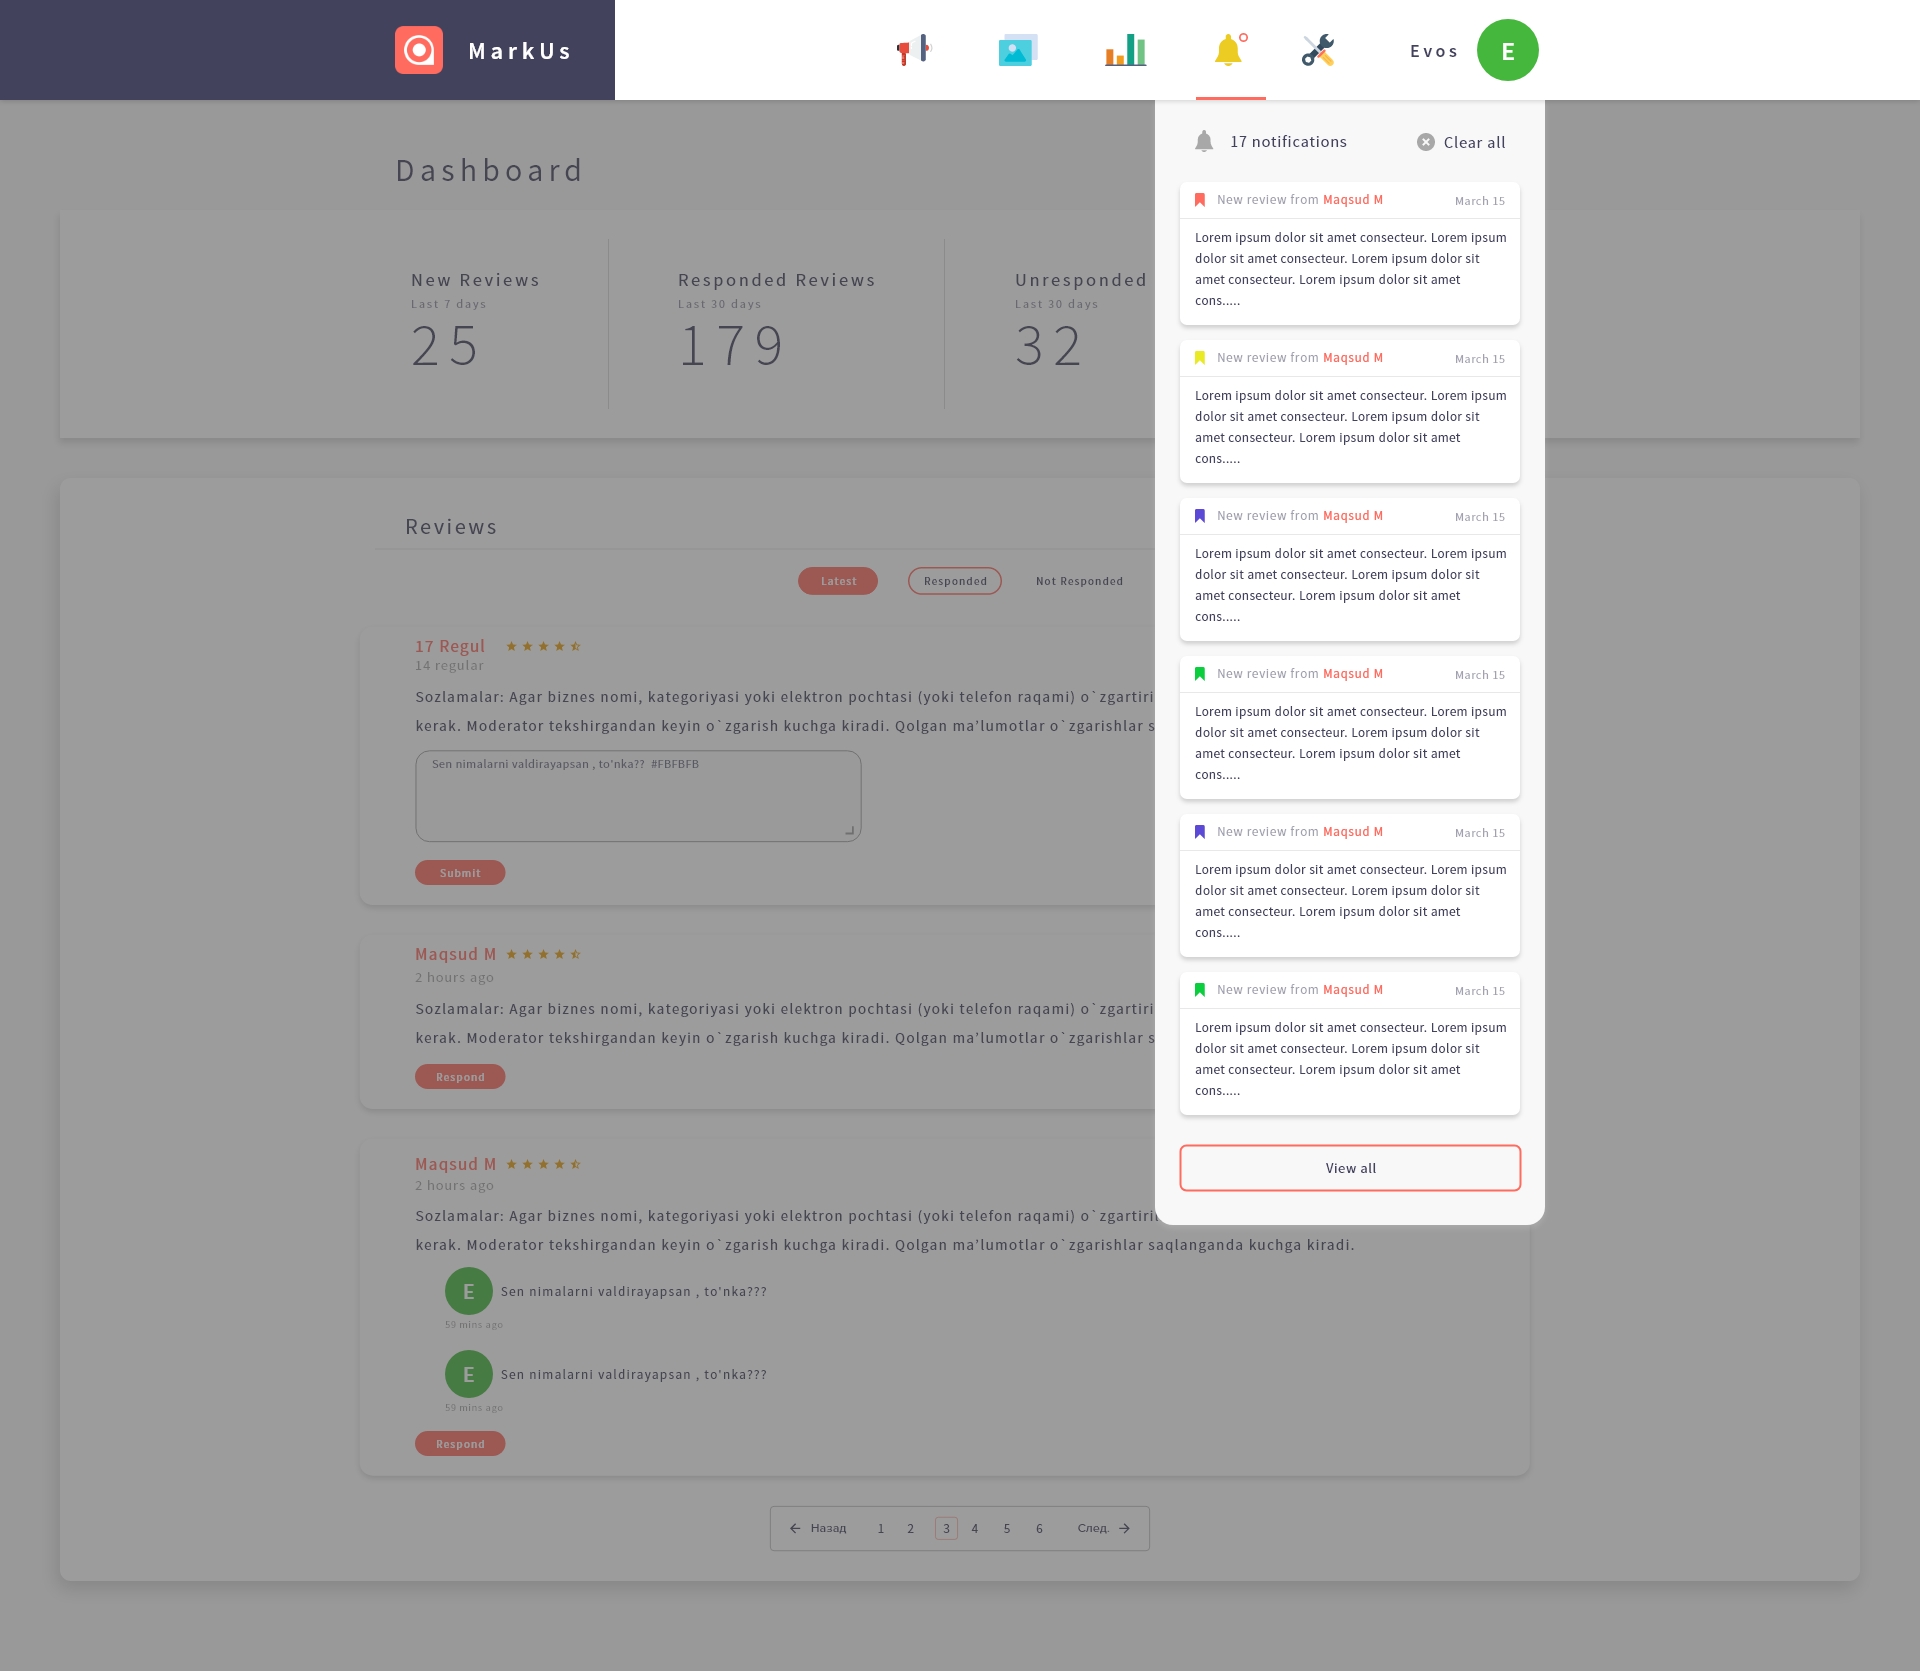 MarkUs
Evos
E
17 notifications
Clear all
Dashboard
New Reviews
Last 7 days
25
Responded Reviews
Last 30 days
179
Unresponded
Last 30 days
32
New review from Maqsud M
March 15
Lorem ipsum dolor sit amet consecteur. Lorem ipsum
dolor sit amet consecteur. Lorem ipsum dolor sit
amet consecteur. Lorem ipsum dolor sit amet
cons.....
New review from Maqsud M
March 15
Lorem ipsum dolor sit amet consecteur. Lorem ipsum
dolor sit amet consecteur. Lorem ipsum dolor sit
amet consecteur. Lorem ipsum dolor sit amet
cons.....
New review from Maqsud M
March 15
Lorem ipsum dolor sit amet consecteur. Lorem ipsum
dolor sit amet consecteur. Lorem ipsum dolor sit
amet consecteur. Lorem ipsum dolor sit amet
cons.....
New review from Maqsud M
March 15
Lorem ipsum dolor sit amet consecteur. Lorem ipsum
dolor sit amet consecteur. Lorem ipsum dolor sit
amet consecteur. Lorem ipsum dolor sit amet
cons.....
New review from Maqsud M
March 15
Lorem ipsum dolor sit amet consecteur. Lorem ipsum
dolor sit amet consecteur. Lorem ipsum dolor sit
amet consecteur. Lorem ipsum dolor sit amet
cons.....
New review from Maqsud M
March 15
Lorem ipsum dolor sit amet consecteur. Lorem ipsum
dolor sit amet consecteur. Lorem ipsum dolor sit
amet consecteur. Lorem ipsum dolor sit amet
cons.....
View all
Reviews
Latest
Responded
Not Responded
17 Regul
14 regular
Sozlamalar: Agar biznes nomi, kategoriyasi yoki elektron pochtasi (yoki telefon raqami) o`zgartiri
kerak. Moderator tekshirgandan keyin o`zgarish kuchga kiradi. Qolgan ma’lumotlar o`zgarishlar s
Sen nimalarni valdirayapsan , to'nka?? #FBFBFB
Submit
Maqsud M
2 hours ago
Sozlamalar: Agar biznes nomi, kategoriyasi yoki elektron pochtasi (yoki telefon raqami) o`zgartiri
kerak. Moderator tekshirgandan keyin o`zgarish kuchga kiradi. Qolgan ma’lumotlar o`zgarishlar s
Respond
Maqsud M
2 hours ago
Sozlamalar: Agar biznes nomi, kategoriyasi yoki elektron pochtasi (yoki telefon raqami) o`zgartiri
kerak. Moderator tekshirgandan keyin o`zgarish kuchga kiradi. Qolgan ma’lumotlar o`zgarishlar saqlanganda kuchga kiradi.
E
Sen nimalarni valdirayapsan , to'nka???
59 mins ago
E
Sen nimalarni valdirayapsan , to'nka???
59 mins ago
Respond
Назад 1 2 3 4 5 6 След.